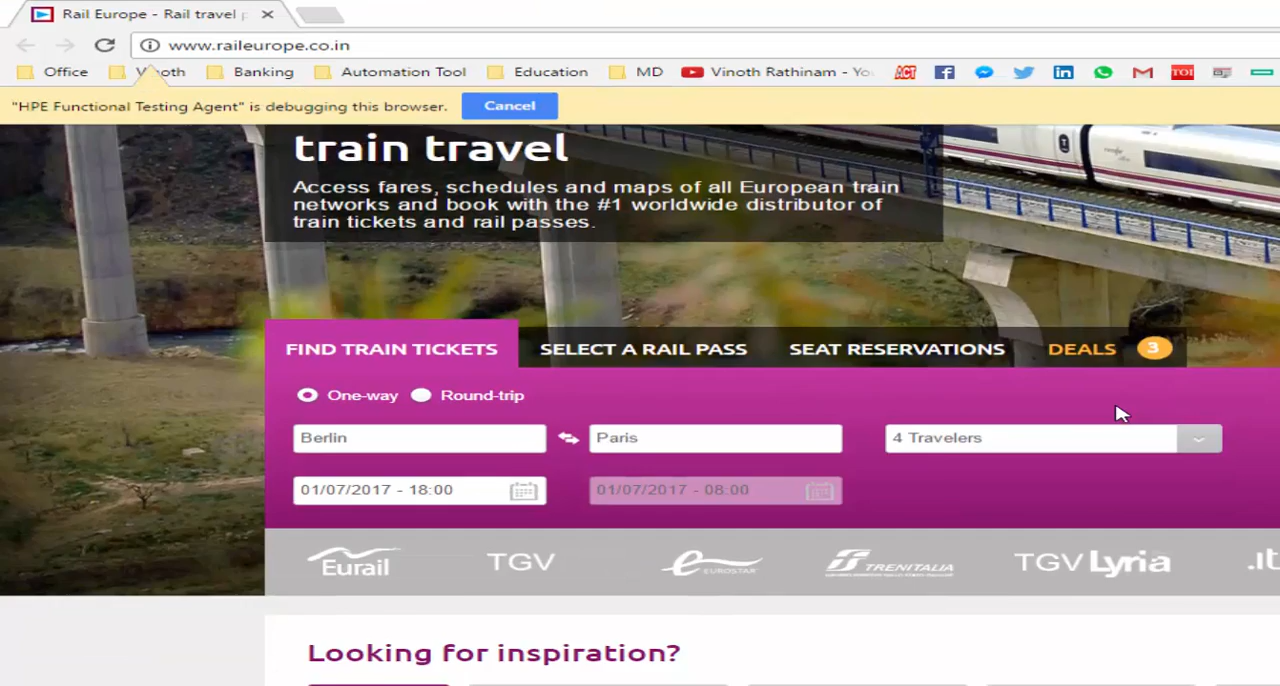 Rail Europe - Rail travel
www.raileurope.co.in
Office Vinoth Banking Automation Tool Education MD Vinoth Rathinam - Yo ACT TOI
"HPE Functional Testing Agent" is debugging this browser. Cancel
train travel
Access fares, schedules and maps of all European train
networks and book with the #1 worldwide distributor of
train tickets and rail passes.
FIND TRAIN TICKETS SELECT A RAIL PASS SEAT RESERVATIONS DEALS 3
One-way Round-trip
Berlin Paris 4 Travelers
01/07/2017 - 18:00 01/07/2017 - 08:00
Eurail TGV EUROSTAR TRENITALIA TGV Lyria .it
Looking for inspiration?